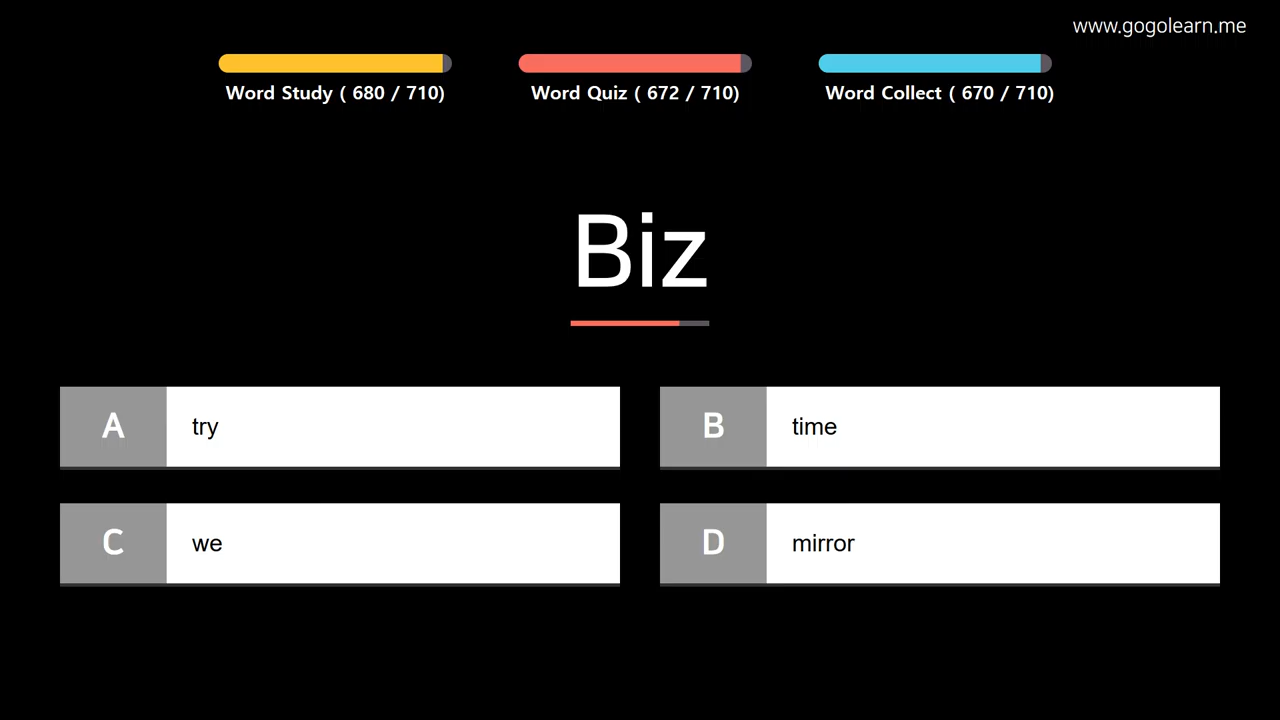 www.gogolearn.me
Word Study ( 680 / 710)
Word Quiz ( 672 / 710)
Word Collect ( 670 / 710)
Biz
A try
B time
C we
D mirror